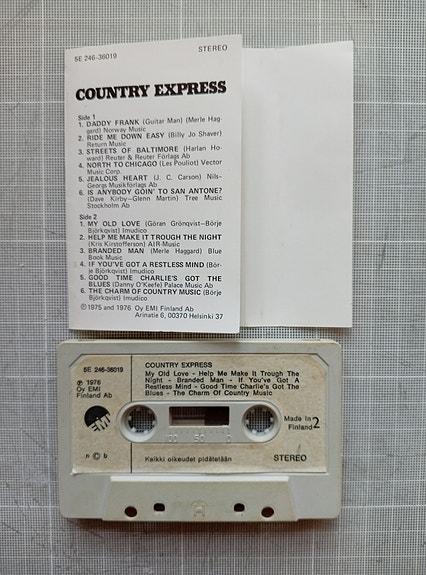 5E 246-36019
STEREO
COUNTRY EXPRESS
Side 1
1. DADDY FRANK (Guitar Man) (Merle Hag-
gard) Norway Music
2. RIDE ME DOWN EASY (Billy Jo Shaver)
Return Music
3. STREETS OF BALTIMORE (Harlan Ho-
ward) Reuter & Reuter Förlags Ab
4. NORTH TO CHICAGO (Les Pouliot) Vector
Music Corp.
5. JEALOUS HEART (J. C. Carson) Nils-
Georgs Musikförlags Ab
6. IS ANYBODY GOIN' TO SAN ANTONE?
(Dave Kirby—Glenn Martin) Tree Music
Stockholm Ab
Side 2
1. MY OLD LOVE (Göran Grönqvist—Börje
Björkqvist) Imudico
2. HELP ME MAKE IT TROUGH THE NIGHT
(Kris Kirstofferson) AIR-Music
3. BRANDED MAN (Merle Haggard) Blue
Book Music
4. IF YOU'VE GOT A RESTLESS MIND (Bör-
je Björkqvist) Imudico
5. GOOD TIME CHARLIE'S GOT THE
BLUES (Danny O'Keefe) Palace Music Ab
6. THE CHARM OF COUNTRY MUSIC (Börje
Björkqvist) Imudico
Ⓟ 1975 and 1976 Oy EMI Finland Ab
Arinatie 6, 00370 Helsinki 37
5E 246-36019
COUNTRY EXPRESS
My Old Love - Help Me Make It Trough The
Night - Branded Man - If You've Got A
Restless Mind - Good Time Charlie's Got The
Blues - The Charm Of Country Music
Ⓟ 1976
Oy EMI
Finland Ab
EMI
100 50 0
Made in
Finland
2
n © b
Kaikki oikeudet pidätetään
STEREO